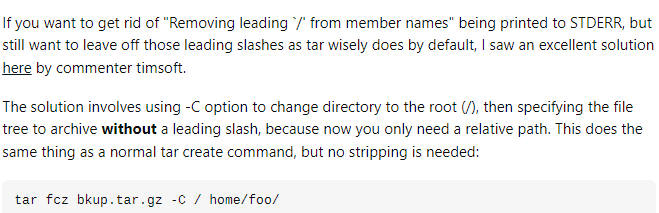 If you want to get rid of "Removing leading `/' from member names" being printed to STDERR, but
still want to leave off those leading slashes as tar wisely does by default, I saw an excellent solution
here by commenter timsoft.
The solution involves using -C option to change directory to the root (/), then specifying the file
tree to archive without a leading slash, because now you only need a relative path. This does the
same thing as a normal tar create command, but no stripping is needed:
tar fcz bkup.tar.gz -C / home/foo/